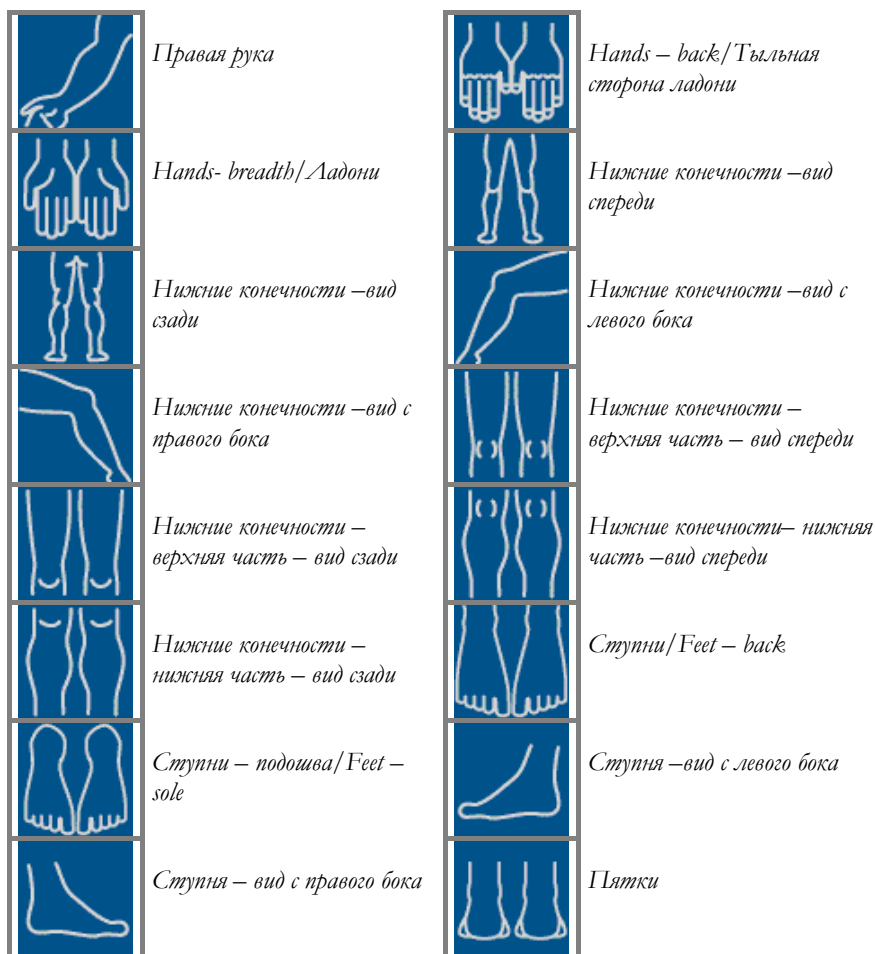 Правая рука
Hands – back/Тыльная
сторона ладони
Hands- breadth/Ладони
Нижние конечности –вид
спереди
Нижние конечности –вид
сзади
Нижние конечности –вид с
левого бока
Нижние конечности –вид с
правого бока
Нижние конечности –
верхняя часть – вид спереди
Нижние конечности –
верхняя часть – вид сзади
Нижние конечности– нижняя
часть –вид спереди
Нижние конечности –
нижняя часть – вид сзади
Ступни/Feet – back
Ступни – подошва/Feet –
sole
Ступня –вид с левого бока
Ступня – вид с правого бока
Пятки